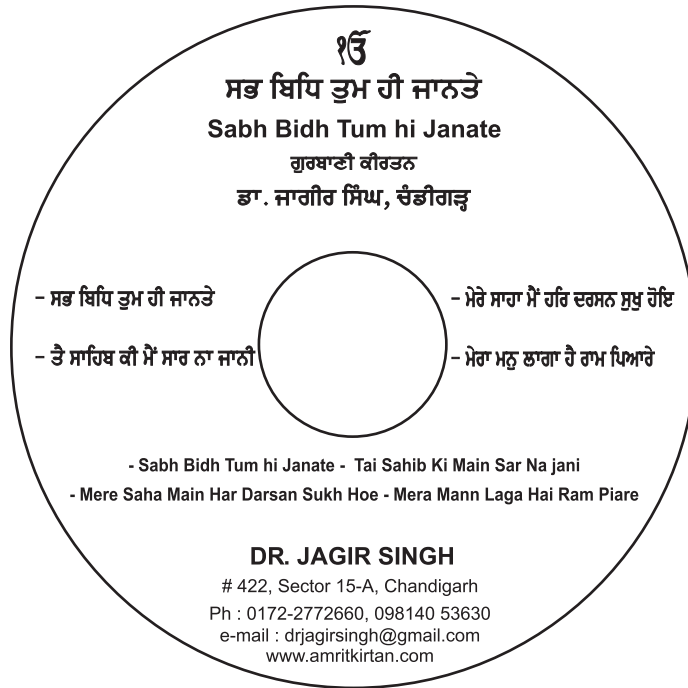 ੴ
ਸਭ ਬਿਧਿ ਤੁਮ ਹੀ ਜਾਨਤੇ
Sabh Bidh Tum hi Janate
ਗੁਰਬਾਣੀ ਕੀਰਤਨ
ਡਾ. ਜਾਗੀਰ ਸਿੰਘ, ਚੰਡੀਗੜ੍ਹ
- ਸਭ ਬਿਧਿ ਤੁਮ ਹੀ ਜਾਨਤੇ
- ਤੈ ਸਾਹਿਬ ਕੀ ਮੈਂ ਸਾਰ ਨਾ ਜਾਨੀ
- ਮੇਰੇ ਸਾਹਾ ਮੈਂ ਹਰਿ ਦਰਸਨ ਸੁਖੁ ਹੋਇ
- ਮੇਰਾ ਮਨੁ ਲਾਗਾ ਹੈ ਰਾਮ ਪਿਆਰੇ
- Sabh Bidh Tum hi Janate - Tai Sahib Ki Main Sar Na jani
- Mere Saha Main Har Darsan Sukh Hoe - Mera Mann Laga Hai Ram Piare
DR. JAGIR SINGH
# 422, Sector 15-A, Chandigarh
Ph : 0172-2772660, 098140 53630
e-mail : drjagirsingh@gmail.com
www.amritkirtan.com